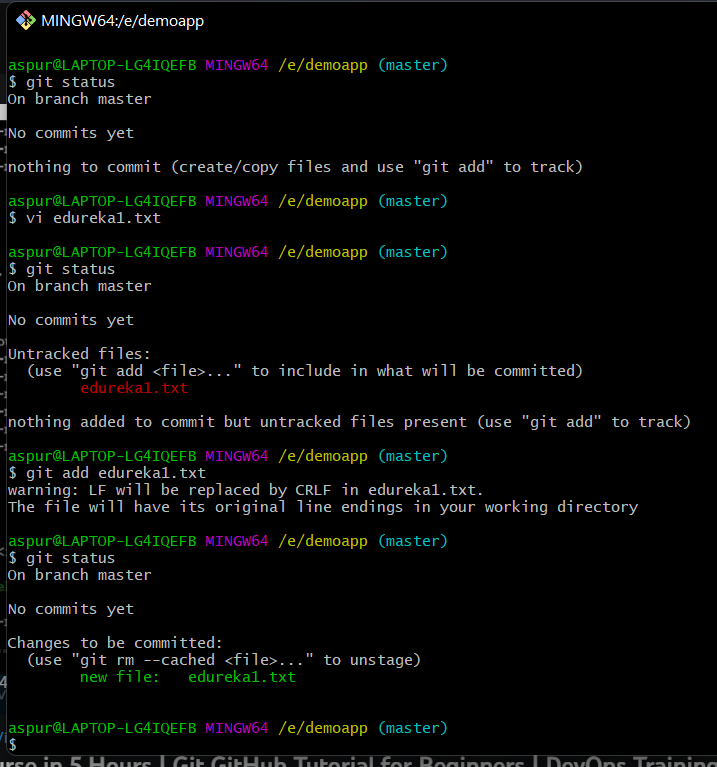 MINGW64:/e/demoapp
aspur@LAPTOP-LG4IQEFB MINGW64 /e/demoapp (master)
$ git status
On branch master
No commits yet
nothing to commit (create/copy files and use "git add" to track)
aspur@LAPTOP-LG4IQEFB MINGW64 /e/demoapp (master)
$ vi edureka1.txt
aspur@LAPTOP-LG4IQEFB MINGW64 /e/demoapp (master)
$ git status
On branch master
No commits yet
Untracked files:
(use "git add <file>..." to include in what will be committed)
edureka1.txt
nothing added to commit but untracked files present (use "git add" to track)
aspur@LAPTOP-LG4IQEFB MINGW64 /e/demoapp (master)
$ git add edureka1.txt
warning: LF will be replaced by CRLF in edureka1.txt.
The file will have its original line endings in your working directory
aspur@LAPTOP-LG4IQEFB MINGW64 /e/demoapp (master)
$ git status
On branch master
No commits yet
Changes to be committed:
(use "git rm --cached <file>..." to unstage)
new file:   edureka1.txt
aspur@LAPTOP-LG4IQEFB MINGW64 /e/demoapp (master)
$
in 5 Hours | Git GitHub Tutorial for Beginners | DevOps Training